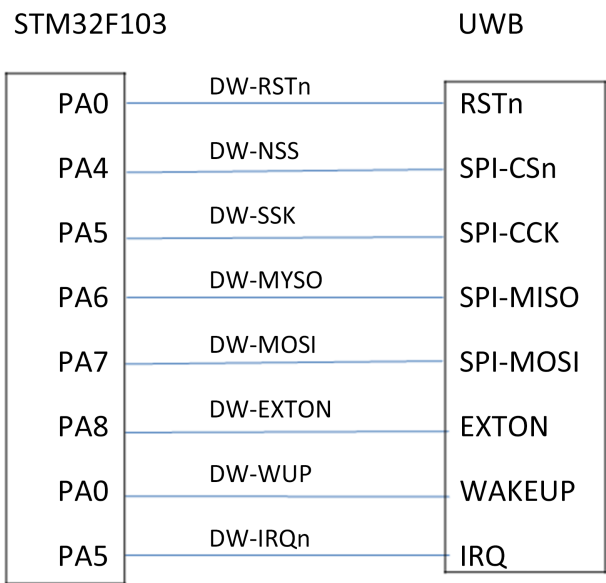 STM32F103 UWB
PA0 DW-RSTn RSTn
PA4 DW-NSS SPI-CSn
PA5 DW-SSK SPI-CCK
PA6 DW-MYSO SPI-MISO
PA7 DW-MOSI SPI-MOSI
PA8 DW-EXTON EXTON
PA0 DW-WUP WAKEUP
PA5 DW-IRQn IRQ